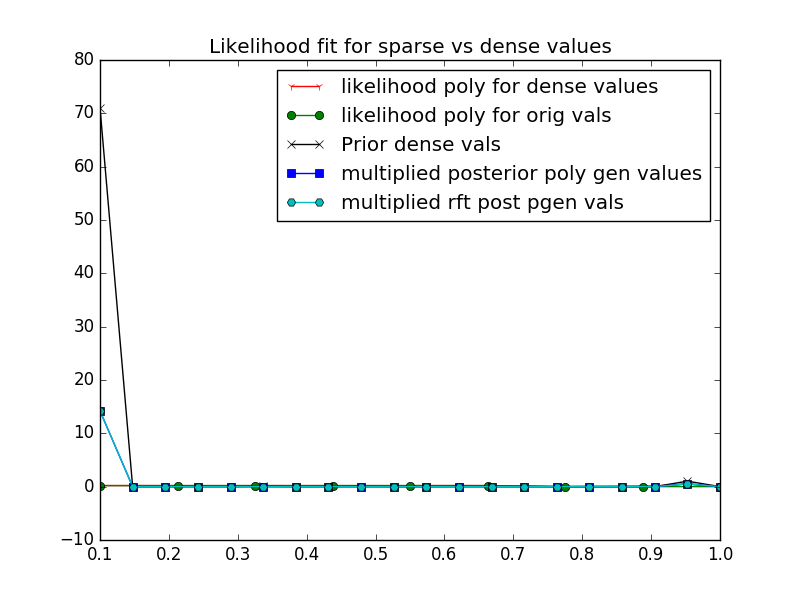 Likelihood fit for sparse vs dense values
80
70
60
50
40
30
20
10
0
−10
likelihood poly for dense values
likelihood poly for orig vals
Prior dense vals
multiplied posterior poly gen values
multiplied rft post pgen vals
0.1 0.2 0.3 0.4 0.5 0.6 0.7 0.8 0.9 1.0